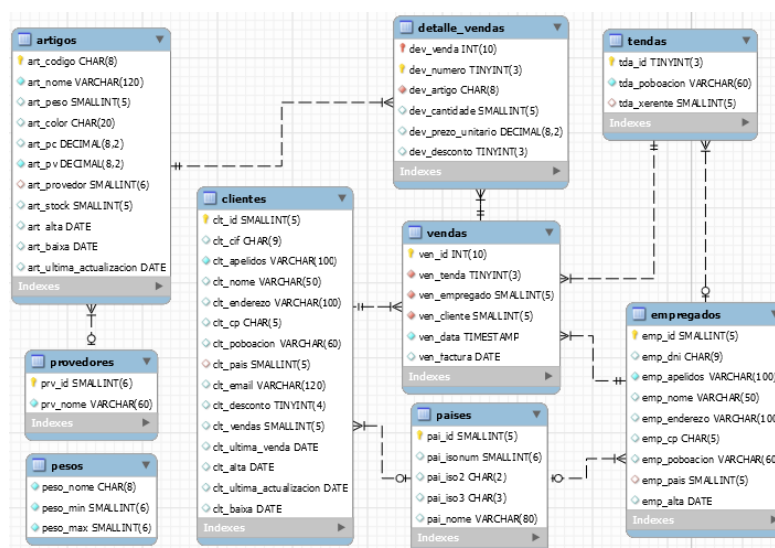 artigos
art_codigo CHAR(8)
art_nome VARCHAR(120)
art_peso SMALLINT(5)
art_color CHAR(20)
art_pc DECIMAL(8,2)
art_pv DECIMAL(8,2)
art_provedor SMALLINT(6)
art_stock SMALLINT(5)
art_alta DATE
art_baixa DATE
art_ultima_actualizacion DATE
Indexes
provedores
prv_id SMALLINT(6)
prv_nome VARCHAR(60)
Indexes
pesos
peso_nome CHAR(8)
peso_min SMALLINT(6)
peso_max SMALLINT(6)
clientes
clt_id SMALLINT(5)
clt_cif CHAR(9)
clt_apelidos VARCHAR(100)
clt_nome VARCHAR(50)
clt_enderezo VARCHAR(100)
clt_cp CHAR(5)
clt_poboacion VARCHAR(60)
clt_pais SMALLINT(5)
clt_email VARCHAR(120)
clt_desconto TINYINT(4)
clt_vendas SMALLINT(5)
clt_ultima_venda DATE
clt_alta DATE
clt_ultima_actualizacion DATE
clt_baixa DATE
Indexes
detalle_vendas
dev_venda INT(10)
dev_numero TINYINT(3)
dev_artigo CHAR(8)
dev_cantidade SMALLINT(5)
dev_prezo_unitario DECIMAL(8,2)
dev_desconto TINYINT(3)
Indexes
vendas
ven_id INT(10)
ven_tenda TINYINT(3)
ven_empregado SMALLINT(5)
ven_cliente SMALLINT(5)
ven_data TIMESTAMP
ven_factura DATE
Indexes
paises
pai_id SMALLINT(5)
pai_isonum SMALLINT(6)
pai_iso2 CHAR(2)
pai_iso3 CHAR(3)
pai_nome VARCHAR(80)
Indexes
tendas
tda_id TINYINT(3)
tda_poboacion VARCHAR(60)
tda_xerente SMALLINT(5)
Indexes
empregados
emp_id SMALLINT(5)
emp_dni CHAR(9)
emp_apelidos VARCHAR(100)
emp_nome VARCHAR(50)
emp_enderezo VARCHAR(100
emp_cp CHAR(5)
emp_poboacion VARCHAR(60
emp_pais SMALLINT(5)
emp_alta DATE
Indexes